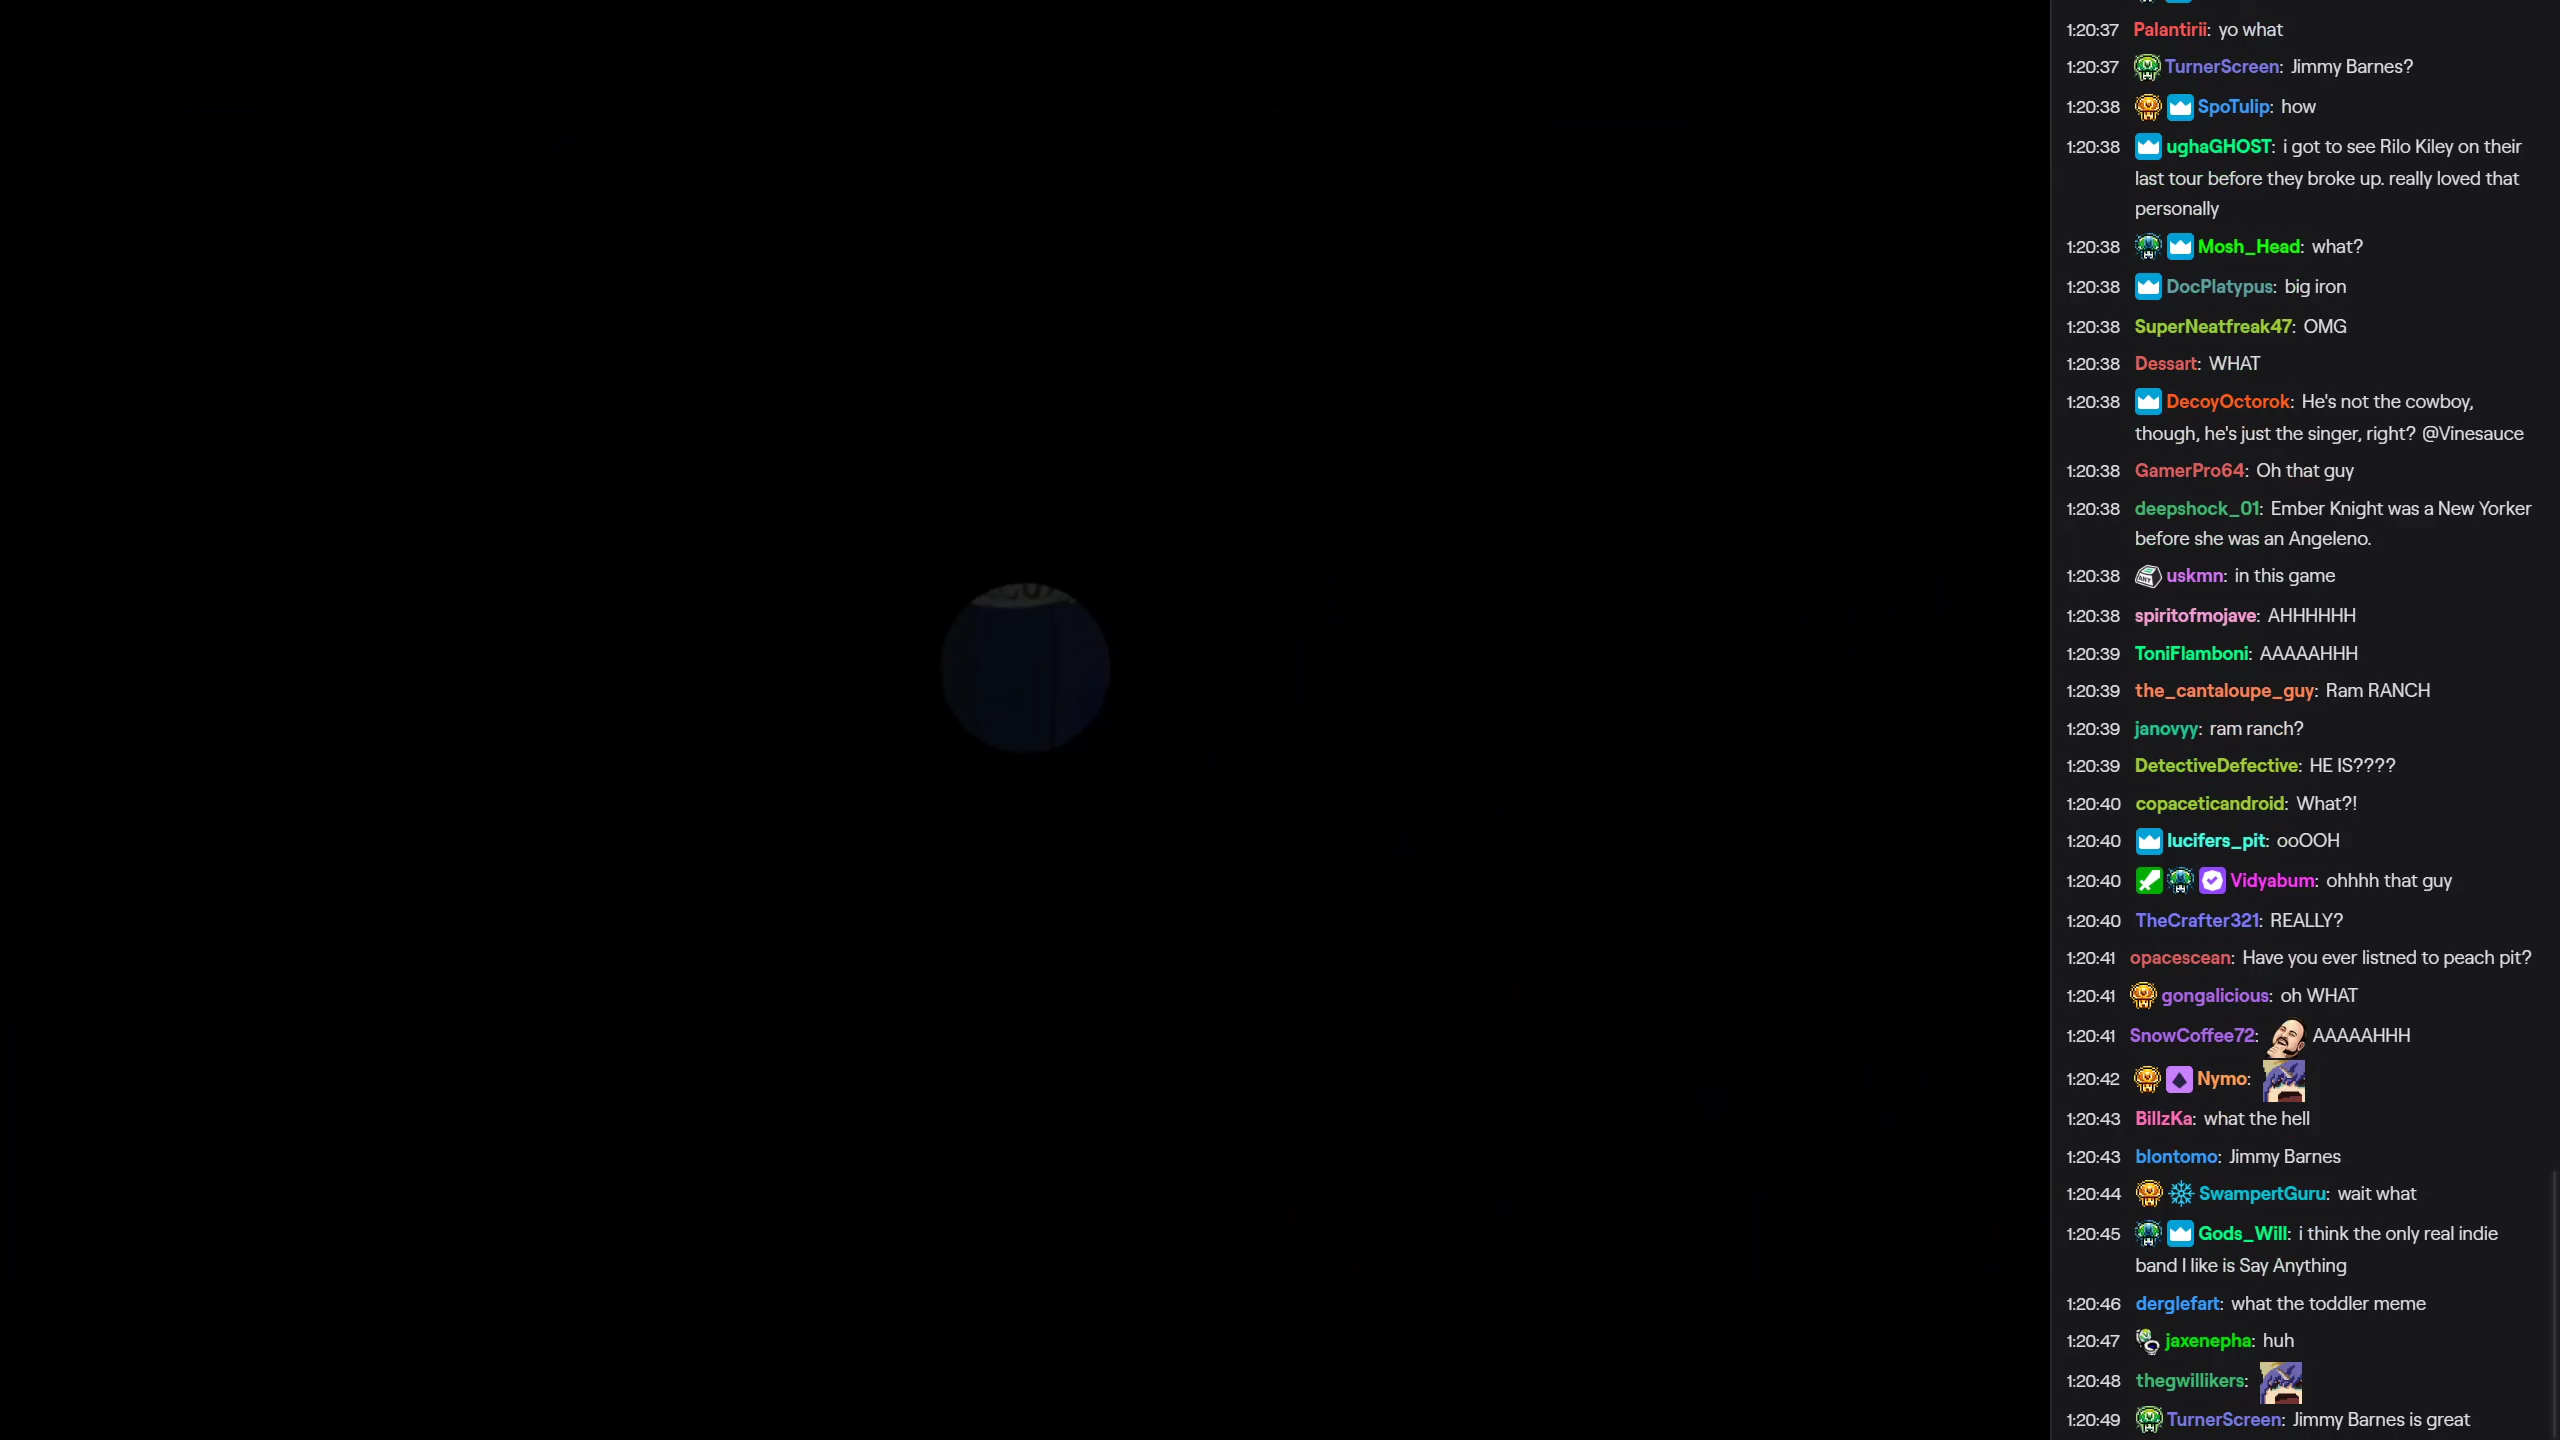 1:20:37 Palantirii: yo what
1:20:37 TurnerScreen: Jimmy Barnes?
1:20:38 SpoTulip: how
1:20:38 ughaGHOST: i got to see Rilo Kiley on their
last tour before they broke up. really loved that
personally
1:20:38 Mosh_Head: what?
1:20:38 DocPlatypus: big iron
1:20:38 SuperNeatfreak47: OMG
1:20:38 Dessart: WHAT
1:20:38 DecoyOctorok: He's not the cowboy,
though, he's just the singer, right? @Vinesauce
1:20:38 GamerPro64: Oh that guy
1:20:38 deepshock_01: Ember Knight was a New Yorker
before she was an Angeleno.
1:20:38 uskmn: in this game
1:20:38 spiritofmojave: AHHHHHH
1:20:39 ToniFlamboni: AAAAAHHH
1:20:39 the_cantaloupe_guy: Ram RANCH
1:20:39 janovyy: ram ranch?
1:20:39 DetectiveDefective: HE IS????
1:20:40 copaceticandroid: What?!
1:20:40 lucifers_pit: ooOOH
1:20:40 Vidyabum: ohhhh that guy
1:20:40 TheCrafter321: REALLY?
1:20:41 opacescean: Have you ever listned to peach pit?
1:20:41 gongalicious: oh WHAT
1:20:41 SnowCoffee72: AAAAAHHH
1:20:42 Nymo:
1:20:43 BillzKa: what the hell
1:20:43 blontomo: Jimmy Barnes
1:20:44 SwampertGuru: wait what
1:20:45 Gods_Will: i think the only real indie
band I like is Say Anything
1:20:46 derglefart: what the toddler meme
1:20:47 jaxenepha: huh
1:20:48 thegwillikers:
1:20:49 TurnerScreen: Jimmy Barnes is great